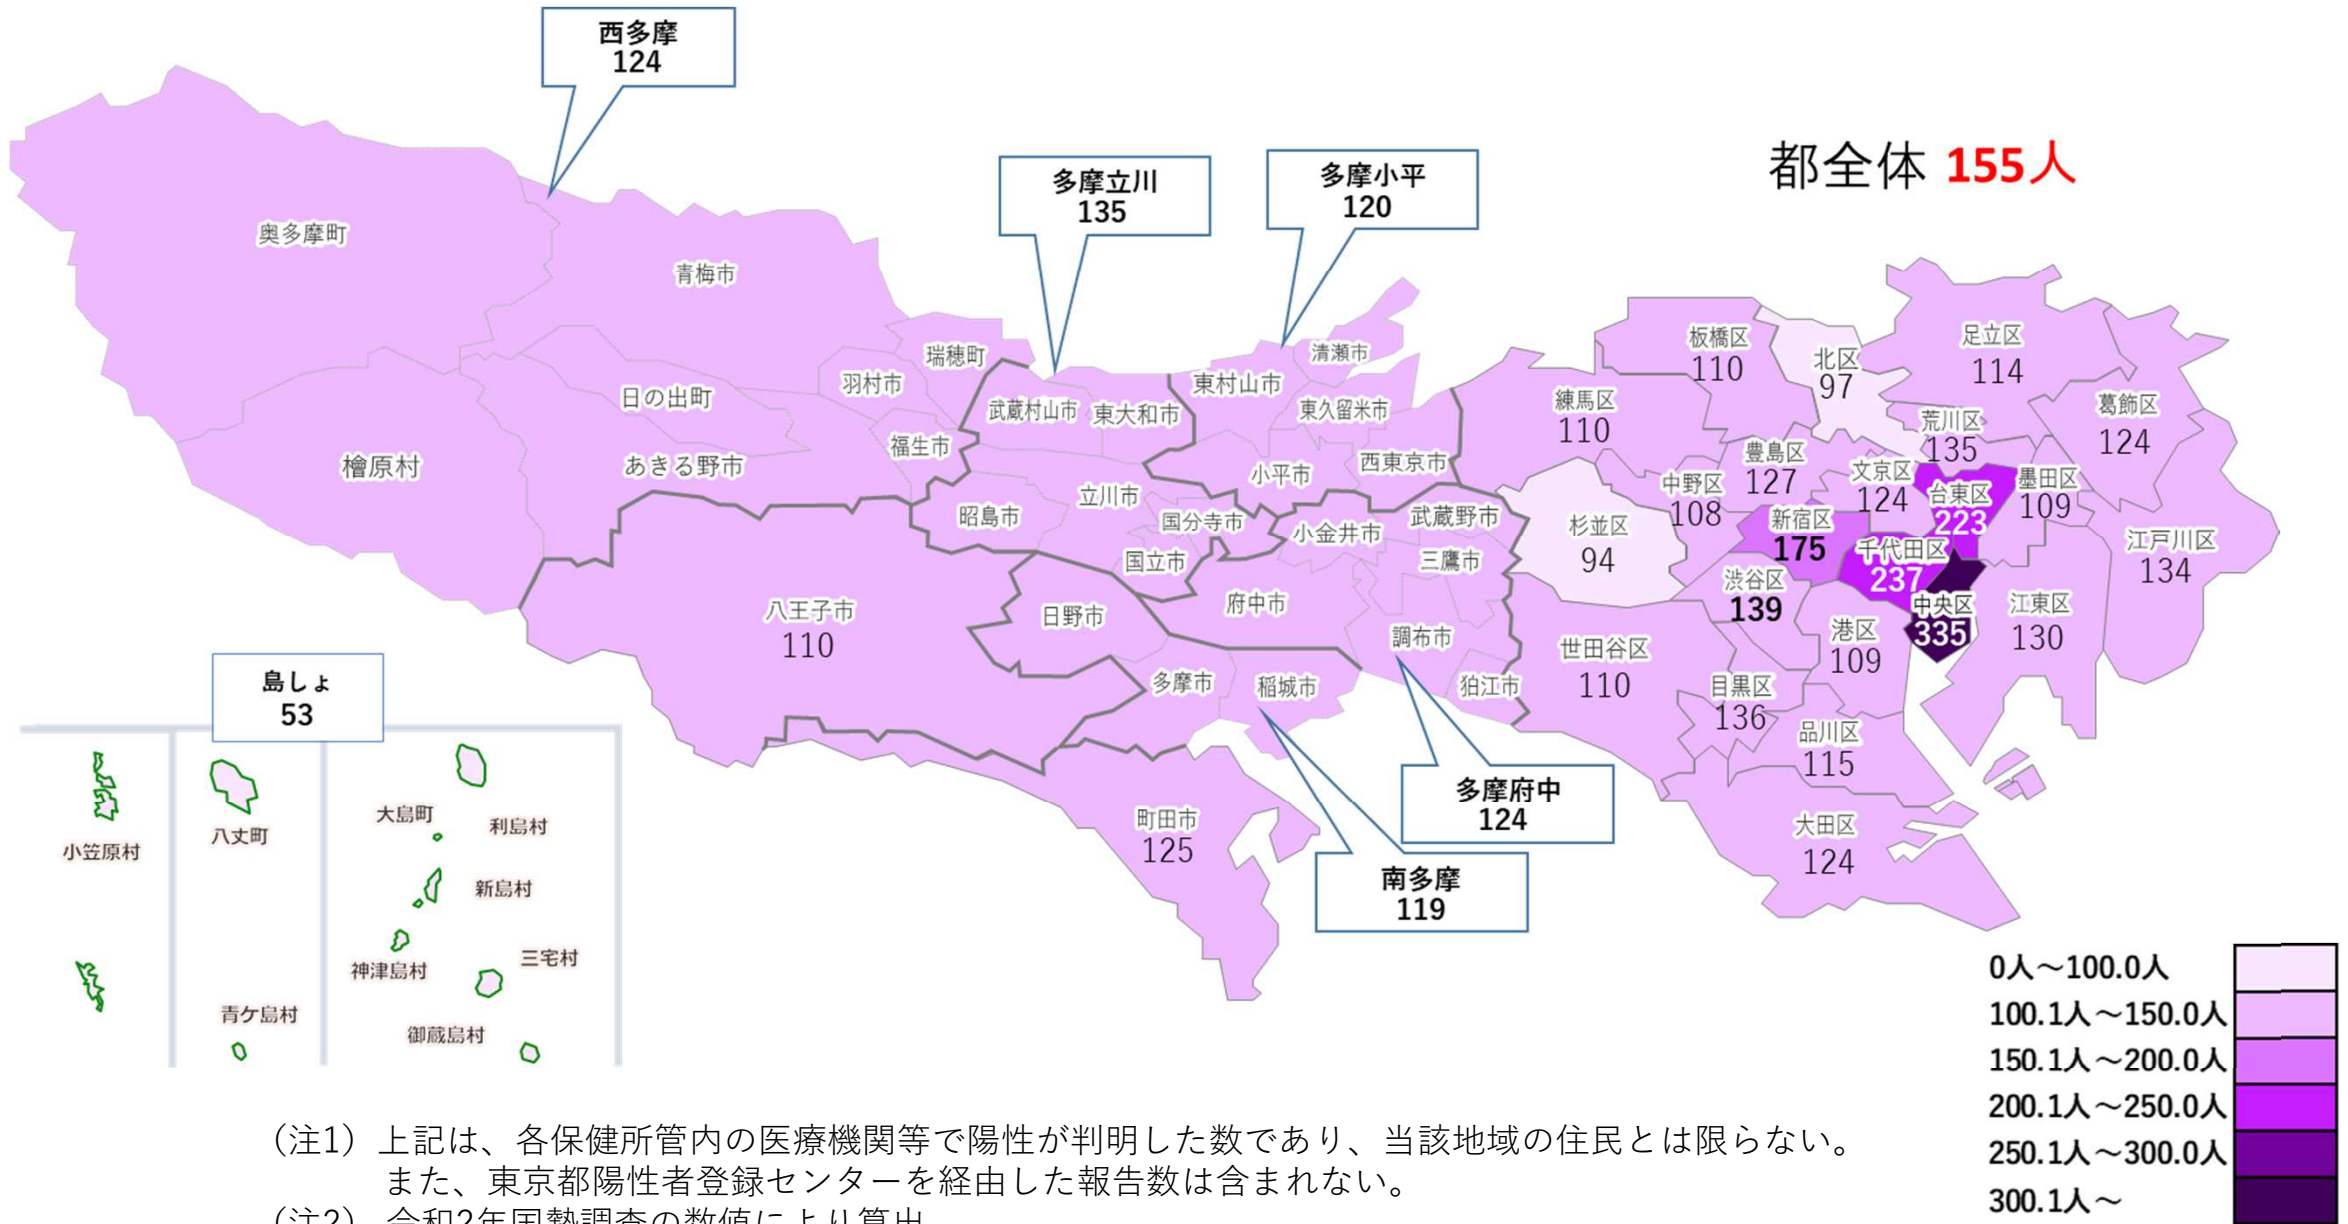 西多摩
124
多摩立川
135
多摩小平
120
都全体 155人
奥多摩町
青梅市
瑞穂町
羽村市
日の出町
檜原村
あきる野市
福生市
武蔵村山市
東大和市
東村山市
清瀬市
東久留米市
小平市
西東京市
昭島市
立川市
国分寺市
国立市
小金井市
武蔵野市
三鷹市
八王子市
110
日野市
府中市
調布市
狛江市
多摩市
稲城市
町田市
125
多摩府中
124
南多摩
119
板橋区
110
北区
97
足立区
114
練馬区
110
荒川区
135
葛飾区
124
豊島区
127
文京区
124
台東区
223
墨田区
109
中野区
108
杉並区
94
新宿区
175
千代田区
237
江戸川区
134
渋谷区
139
中央区
335
江東区
130
世田谷区
110
港区
109
目黒区
136
品川区
115
大田区
124
島しょ
53
小笠原村
八丈町
青ケ島村
大島町
利島村
新島村
神津島村
三宅村
御蔵島村
0人～100.0人
100.1人～150.0人
150.1人～200.0人
200.1人～250.0人
250.1人～300.0人
300.1人～
（注1）上記は、各保健所管内の医療機関等で陽性が判明した数であり、当該地域の住民とは限らない。
また、東京都陽性者登録センターを経由した報告数は含まれない。
（注2） 令和2年国勢調査の数値により算出